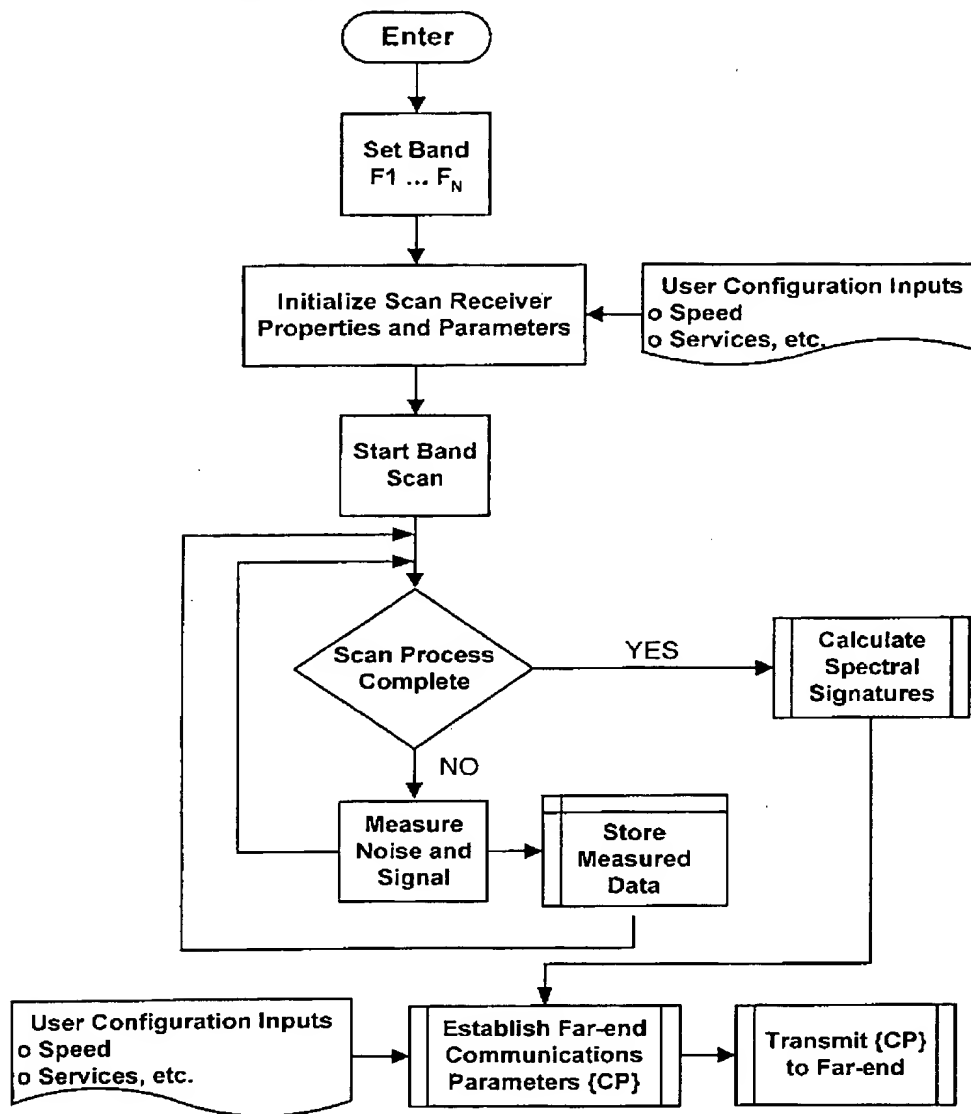 Enter
Set Band
F1 ... FN
Initialize Scan Receiver
Properties and Parameters
User Configuration Inputs
o Speed
o Services, etc.
Start Band
Scan
Scan Process
Complete
YES
Calculate
Spectral
Signatures
NO
Measure
Noise and
Signal
Store
Measured
Data
User Configuration Inputs
o Speed
o Services, etc.
Establish Far-end
Communications
Parameters {CP}
Transmit {CP}
to Far-end